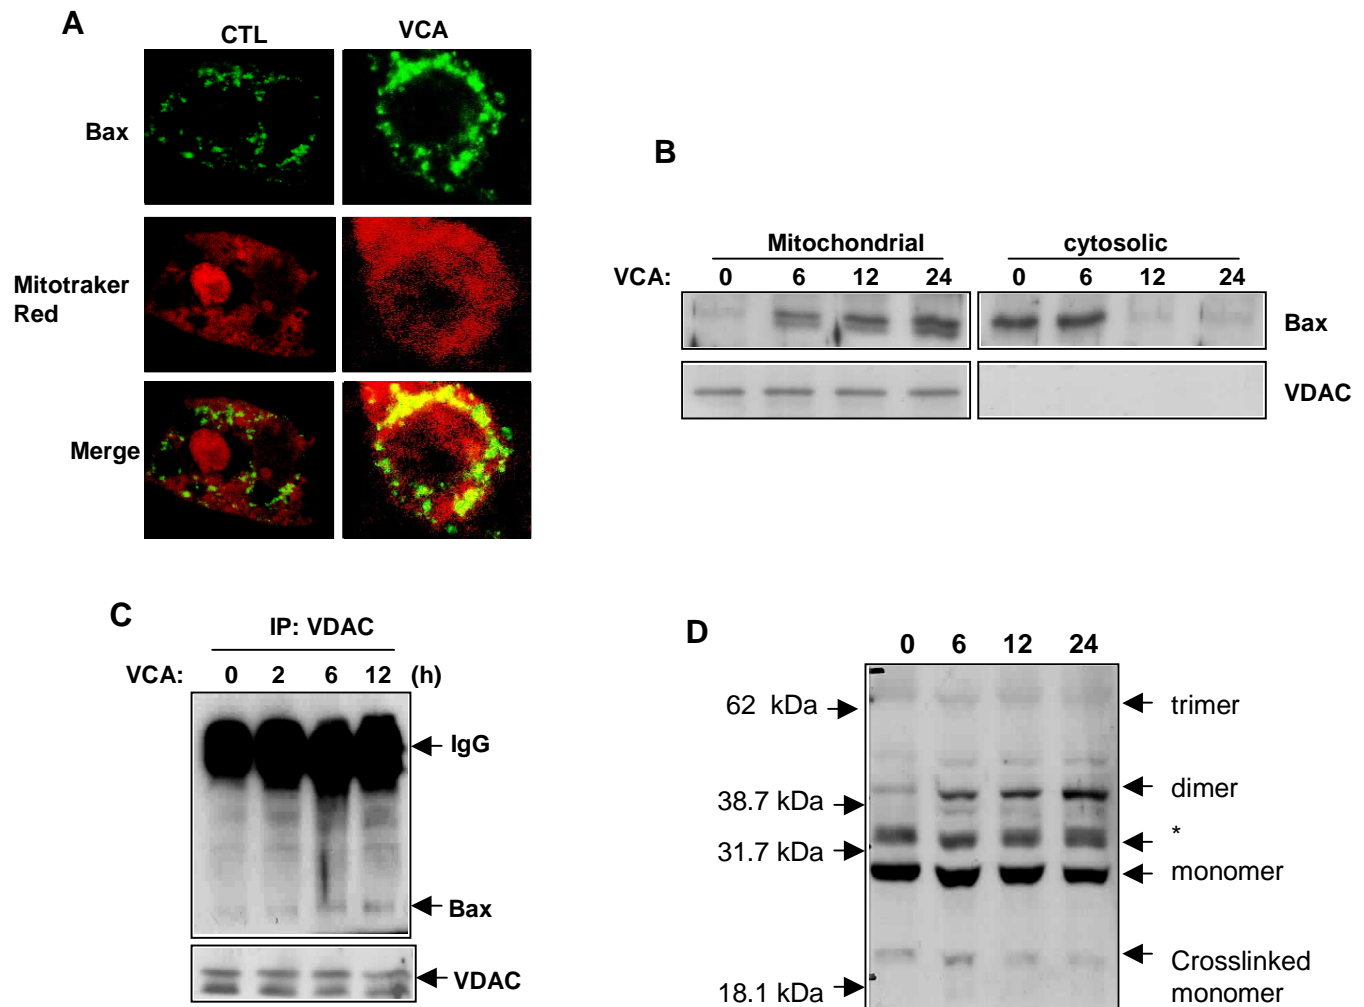 A
CTL VCA
Bax
Mitotraker
Red
Merge
B
Mitochondrial cytosolic
VCA: 0 6 12 24 0 6 12 24
Bax
VDAC
C
IP: VDAC
VCA: 0 2 6 12 (h)
IgG
Bax
VDAC
D
0 6 12 24
62 kDa trimer
38.7 kDa dimer
*
31.7 kDa
monomer
18.1 kDa Crosslinked
monomer